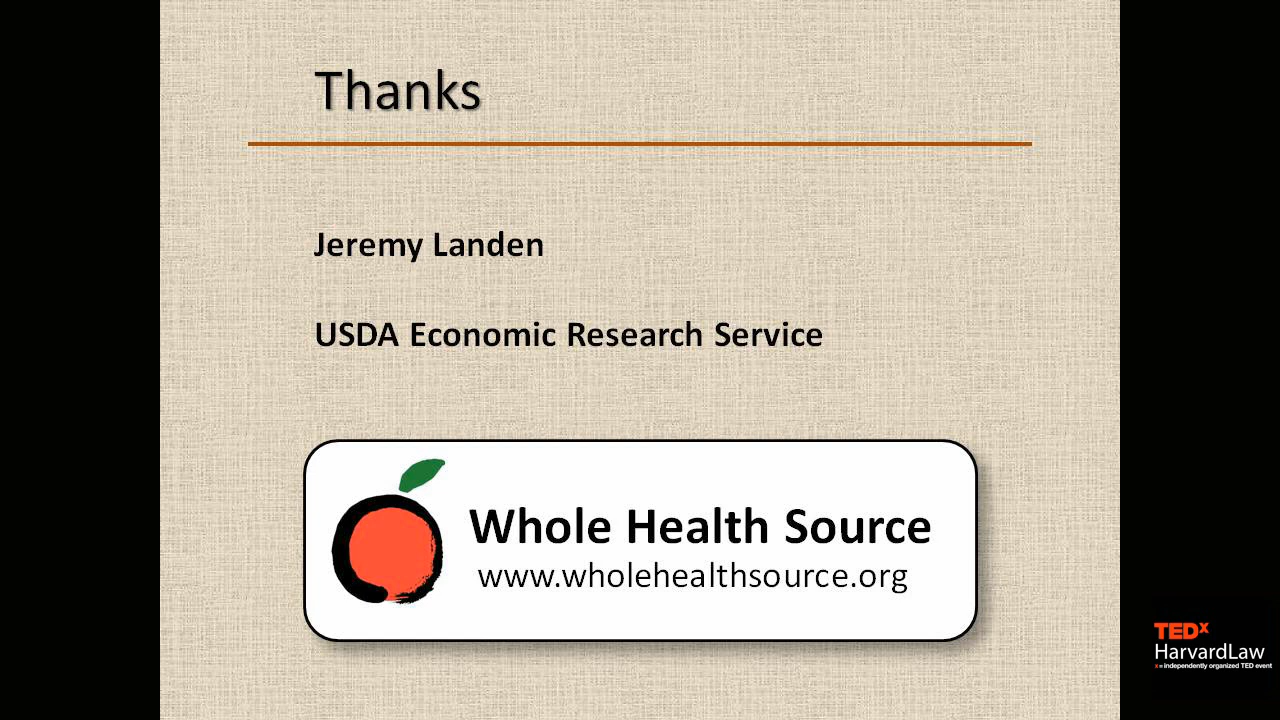 Thanks
Jeremy Landen
USDA Economic Research Service
Whole Health Source
www.wholehealthsource.org
TEDx
HarvardLaw
x = independently organized TED event